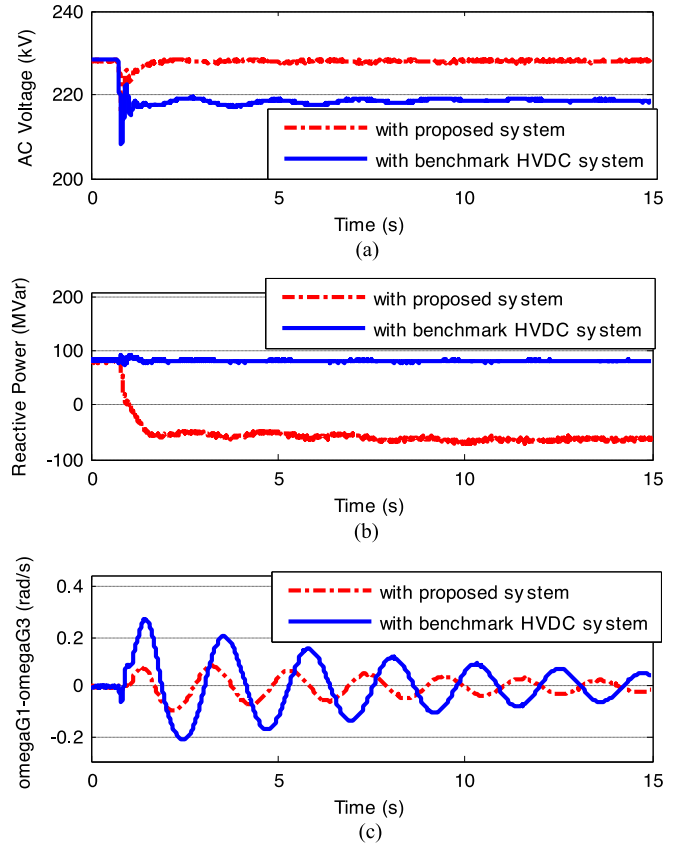 240
220
200
AC Voltage (kV)
with proposed system
with benchmark HVDC system
0
5
10
15
Time (s)
(a)
200
100
0
-100
Reactive Power (MVar)
with proposed system
with benchmark HVDC system
0
5
10
15
Time (s)
(b)
0.4
0.2
0
-0.2
omegaG1-omegaG3 (rad/s)
with proposed system
with benchmark HVDC system
0
5
10
15
Time (s)
(c)